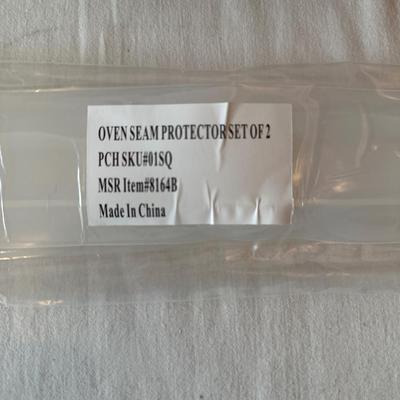 OVEN SEAM PROTECTOR SET OF 2
PCH SKU#01SQ
MSR Item#8164B
Made In China